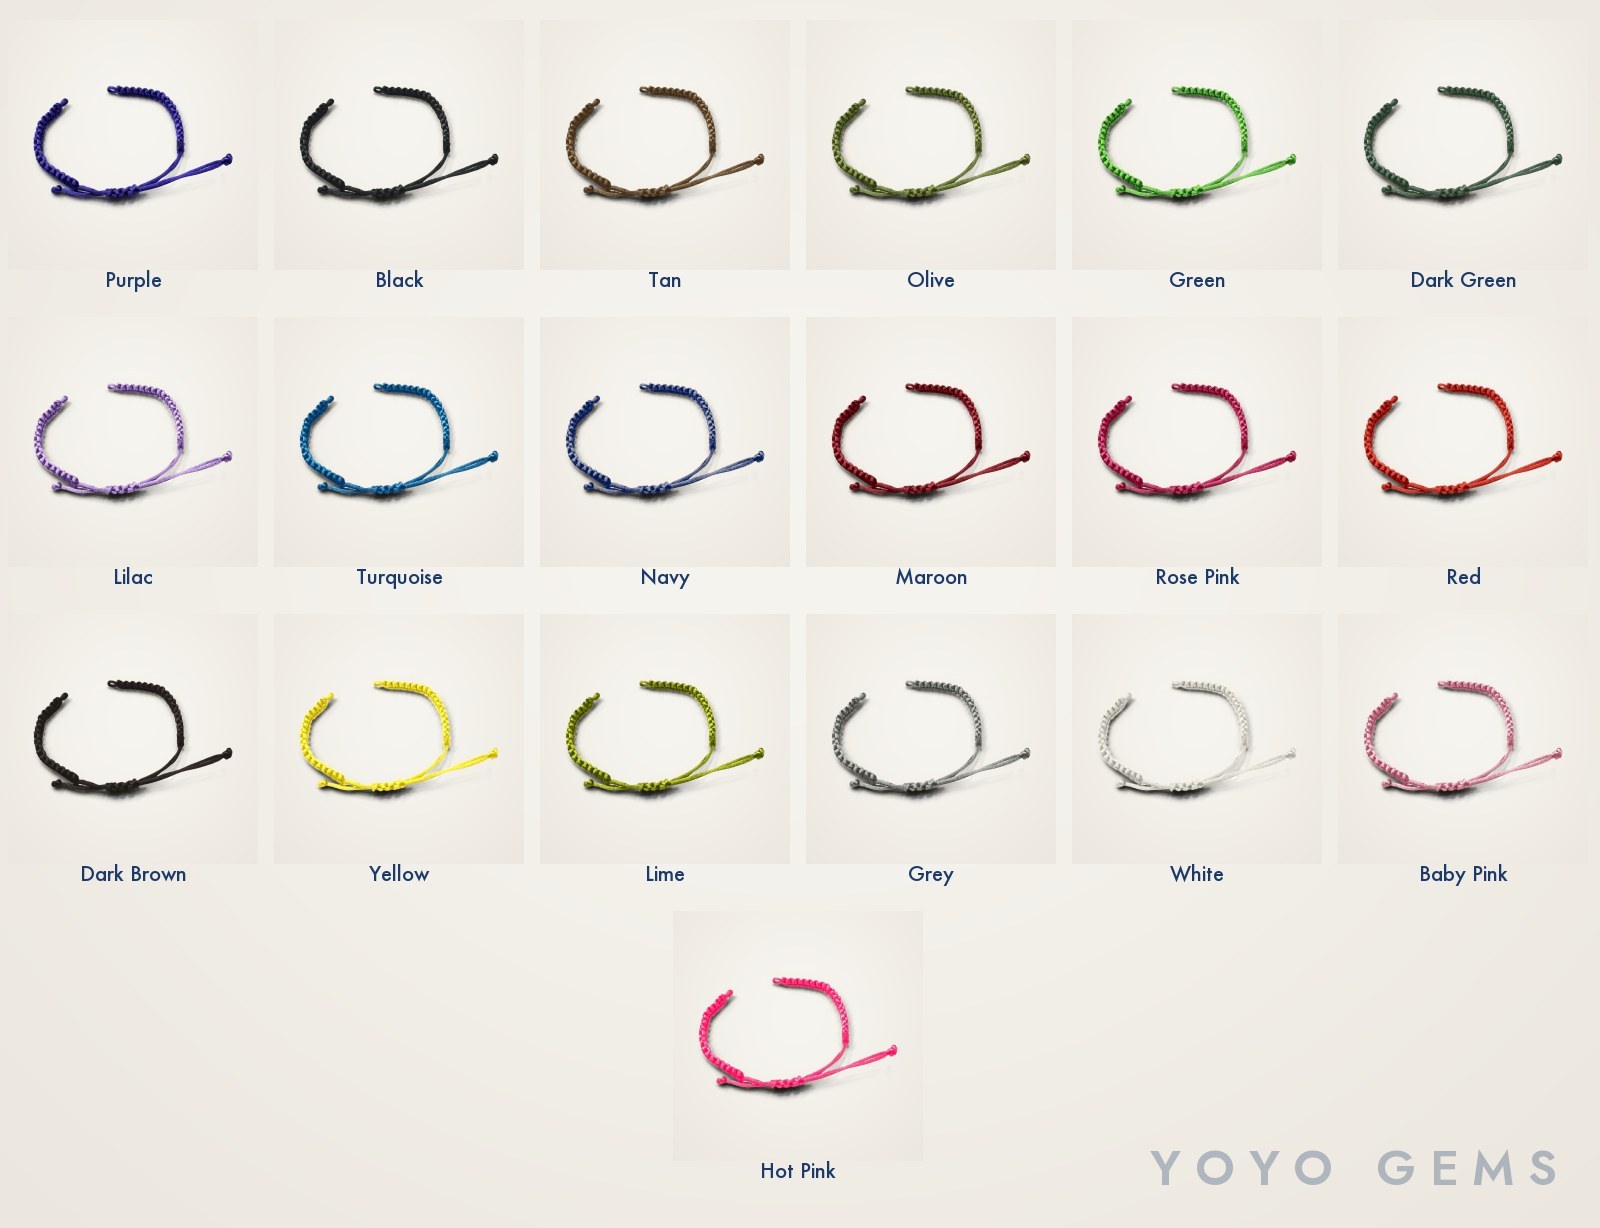 Purple
Black
Tan
Olive
Green
Dark Green
Lilac
Turquoise
Navy
Maroon
Rose Pink
Red
Dark Brown
Yellow
Lime
Grey
White
Baby Pink
Hot Pink
YOYO GEMS